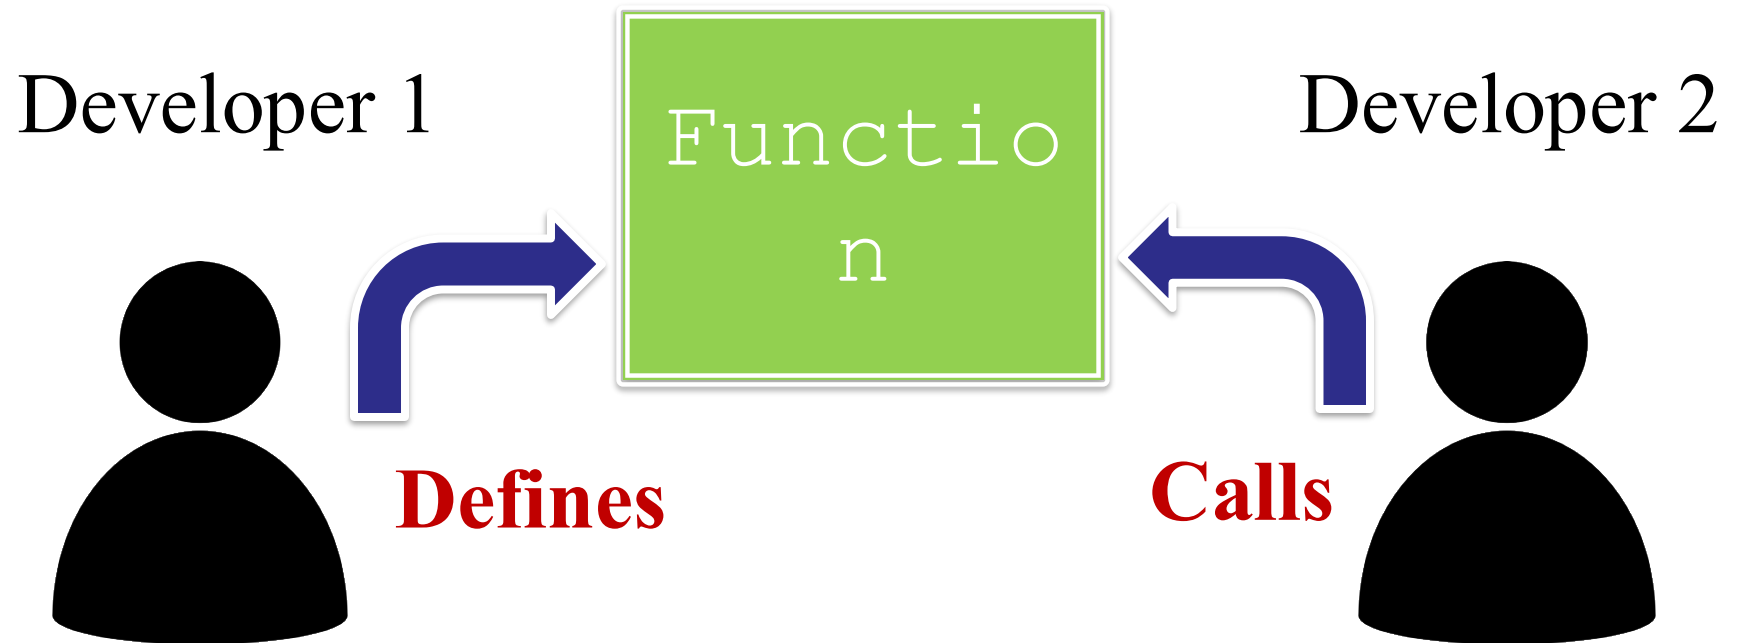 Developer 1
Functio
n
Developer 2
Defines
Calls